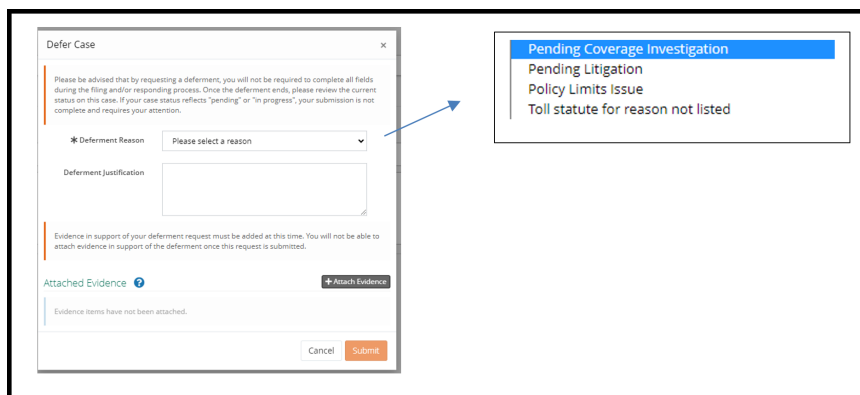 Defer Case ×
Please be advised that by requesting a deferment, you will not be required to complete all fields
during the filing and/or responding process. Once the deferment ends, please review the current
status on this case. If your case status reflects "pending" or "in progress", your submission is not
complete and requires your attention.
* Deferment Reason Please select a reason
Deferment Justification
Evidence in support of your deferment request must be added at this time. You will not be able to
attach evidence in support of the deferment once this request is submitted.
Attached Evidence ? + Attach Evidence
Evidence items have not been attached.
Cancel Submit
Pending Coverage Investigation
Pending Litigation
Policy Limits Issue
Toll statute for reason not listed